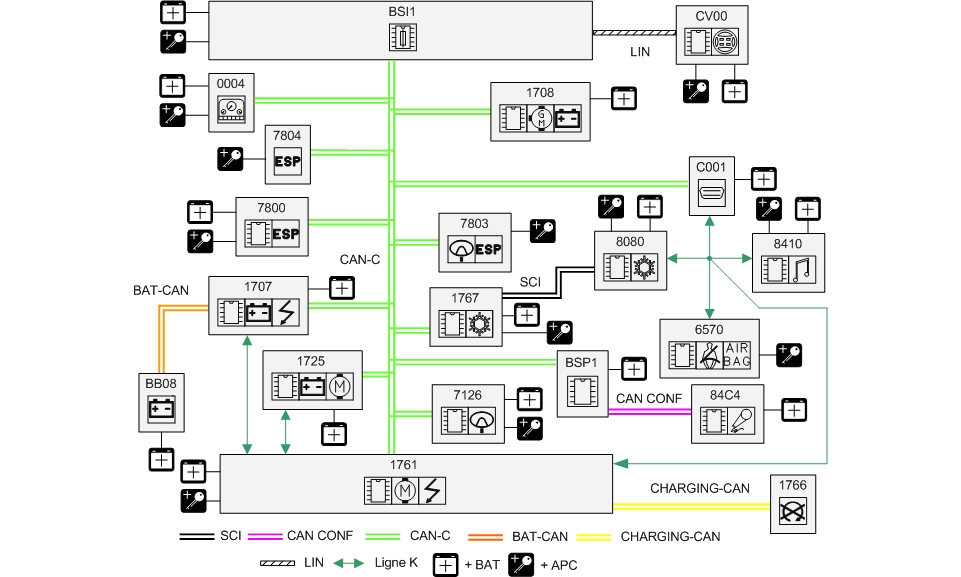 BSI1
CV00
LIN
0004
1708
G
M
7804
ESP
C001
7800
ESP
7803
ESP
8080
8410
CAN-C
SCI
BAT-CAN
1707
1767
6570
AIR
BAG
1725
M
BSP1
BB08
7126
CAN CONF
84C4
1761
M
CHARGING-CAN
1766
SCI CAN CONF CAN-C BAT-CAN CHARGING-CAN
LIN Ligne K + BAT + APC